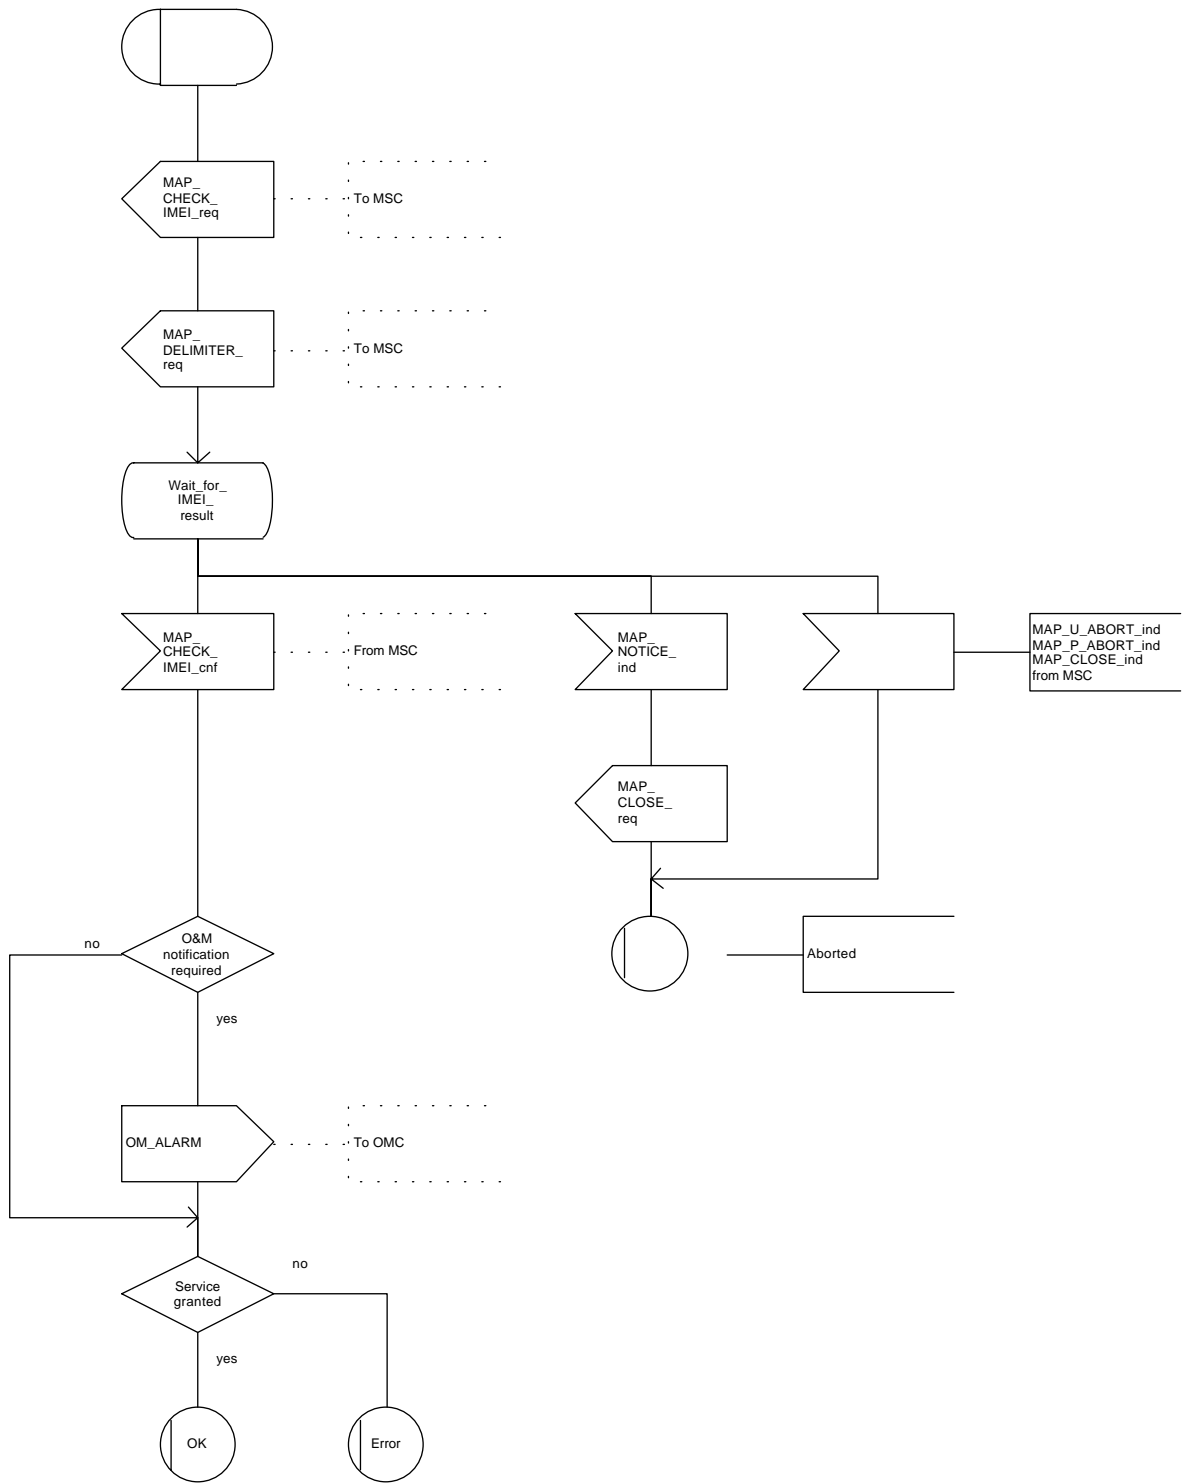 MAP_
CHECK_
IMEI_req
To MSC
MAP_
DELIMITER_
req
To MSC
Wait_for_
IMEI_
result
MAP_
CHECK_
IMEI_cnf
From MSC
MAP_
NOTICE_
ind
MAP_U_ABORT_ind
MAP_P_ABORT_ind
MAP_CLOSE_ind
from MSC
MAP_
CLOSE_
req
no
O&M
notification
required
Aborted
yes
OM_ALARM
To OMC
no
Service
granted
yes
OK
Error